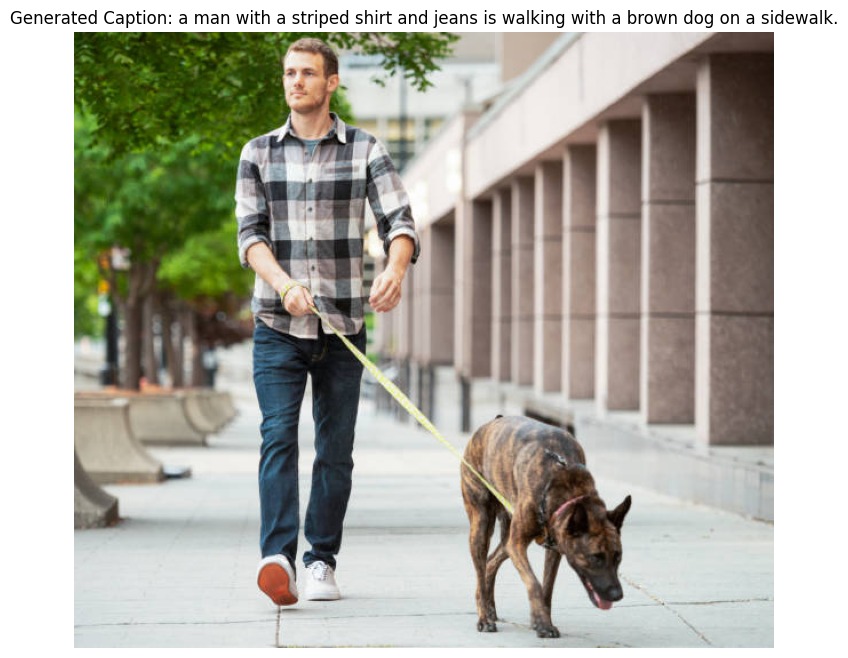 Generated Caption: a man with a striped shirt and jeans is walking with a brown dog on a sidewalk.